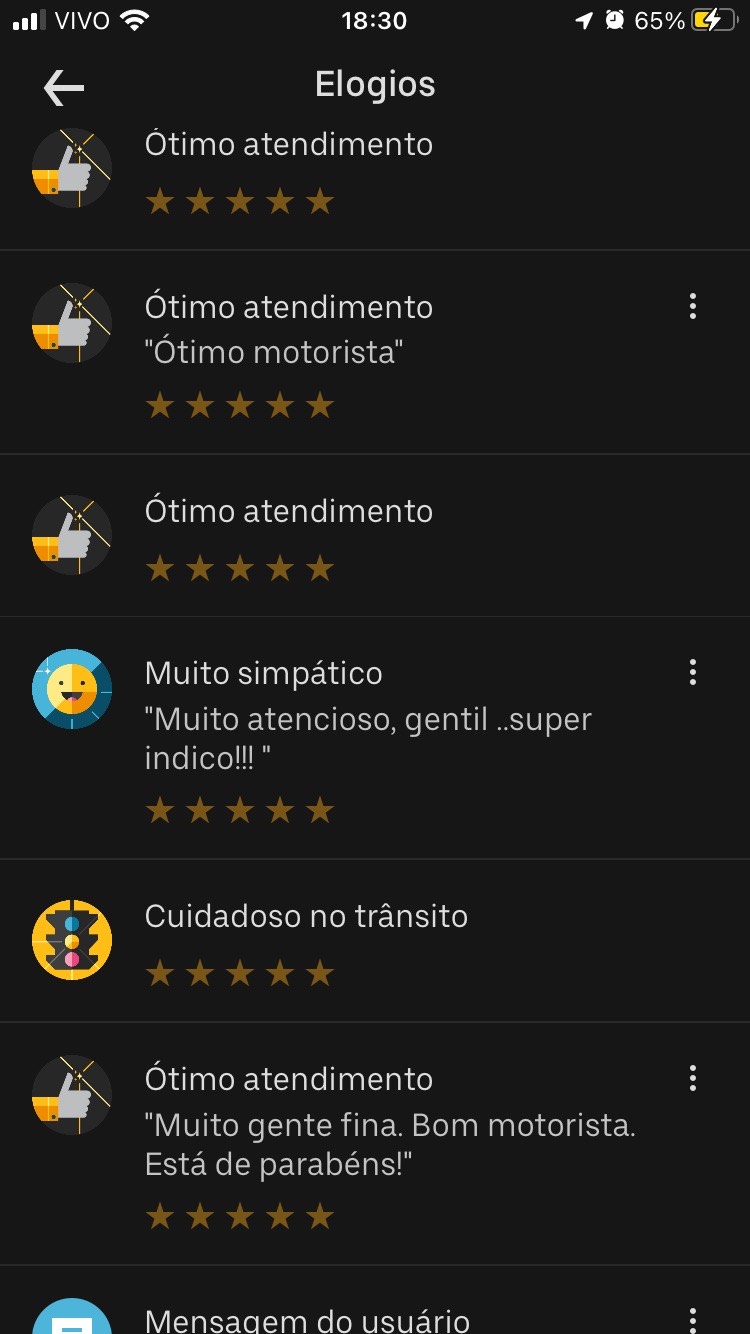 VIVO 18:30 65%
Elogios
Ótimo atendimento
Ótimo atendimento
"Ótimo motorista"
Ótimo atendimento
Muito simpático
"Muito atencioso, gentil ..super
indico!!! "
Cuidadoso no trânsito
Ótimo atendimento
"Muito gente fina. Bom motorista.
Está de parabéns!"
Mensagem do usuário